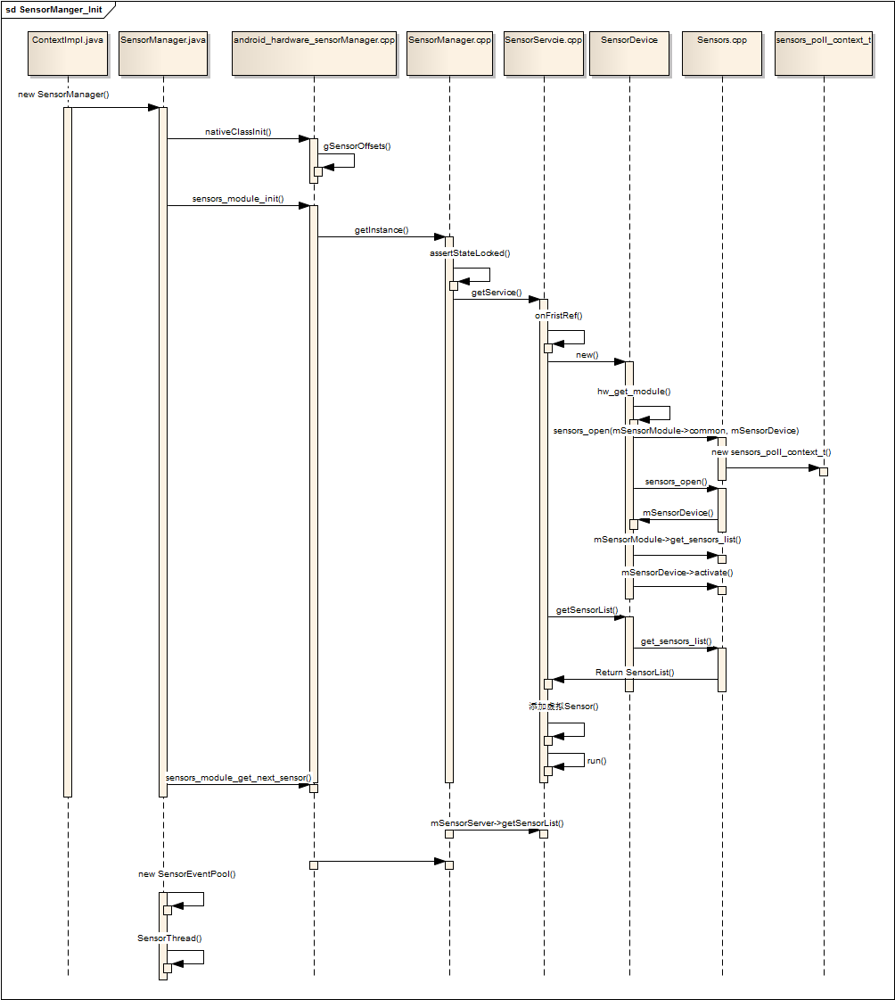 sd SensorManger_Init
ContextImpl.java
SensorManager.java
android_hardware_sensorManager.cpp
SensorManager.cpp
SensorServcie.cpp
SensorDevice
Sensors.cpp
sensors_poll_context_t
new SensorManager()
nativeClassInit()
gSensorOffsets()
sensors_module_init()
getInstance()
assertStateLocked()
getService()
onFristRef()
new()
hw_get_module()
sensors_open(mSensorModule->common, mSensorDevice)
new sensors_poll_context_t()
sensors_open()
mSensorDevice()
mSensorModule->get_sensors_list()
mSensorDevice->activate()
getSensorList()
get_sensors_list()
Return SensorList()
添加虚拟Sensor()
run()
sensors_module_get_next_sensor()
mSensorServer->getSensorList()
new SensorEventPool()
SensorThread()